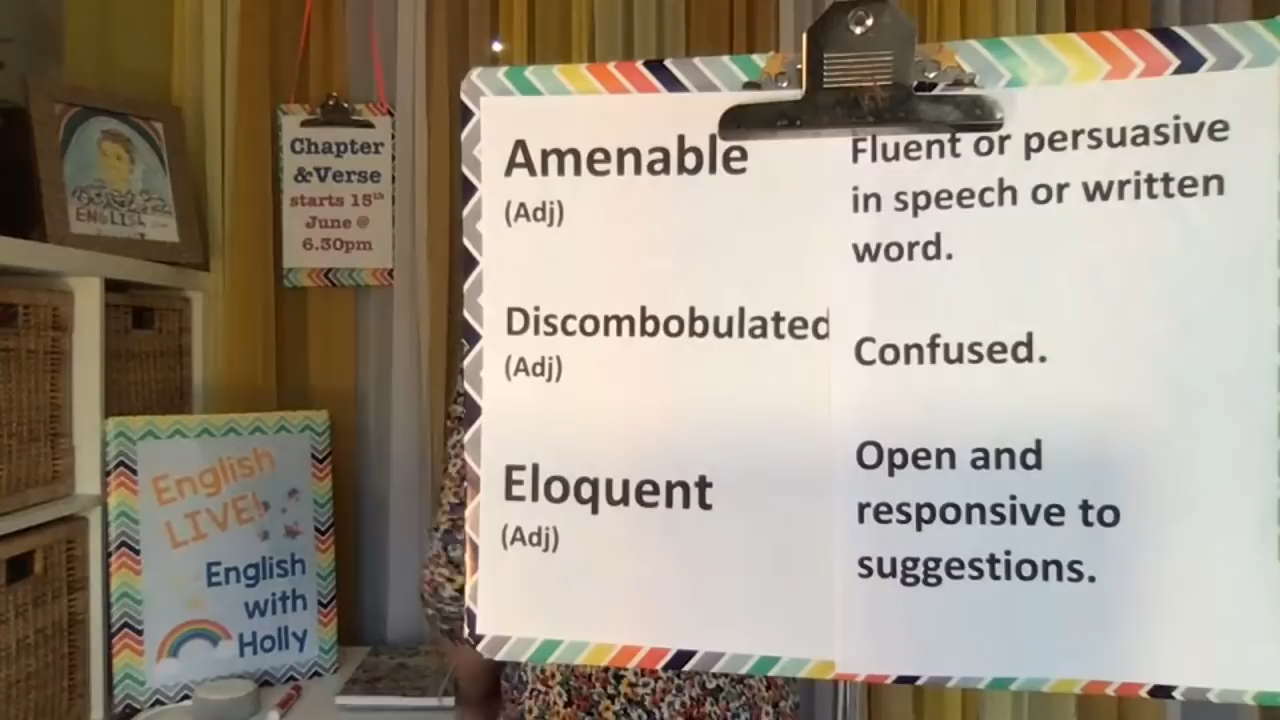 Chapter
&Verse
starts 15th
June @
6.30pm
ENGLISH
English
LIVE!
English
with
Holly
Amenable
(Adj)
Discombobulated
(Adj)
Eloquent
(Adj)
Fluent or persuasive
in speech or written
word.
Confused.
Open and
responsive to
suggestions.